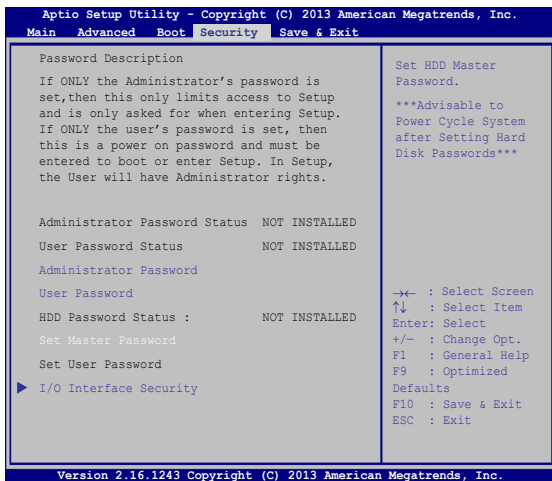 Aptio Setup Utility - Copyright (C) 2013 American Megatrends, Inc.
Main Advanced Boot Security Save & Exit
Password Description
If ONLY the Administrator's password is
set,then this only limits access to Setup
and is only asked for when entering Setup.
If ONLY the user's password is set, then
this is a power on password and must be
entered to boot or enter Setup. In Setup,
the User will have Administrator rights.
Administrator Password Status NOT INSTALLED
User Password Status NOT INSTALLED
Administrator Password
User Password
HDD Password Status : NOT INSTALLED
Set Master Password
Set User Password
I/O Interface Security
Set HDD Master
Password.
***Advisable to
Power Cycle System
after Setting Hard
Disk Passwords***
→← : Select Screen
↑↓ : Select Item
Enter: Select
+/— : Change Opt.
F1 : General Help
F9 : Optimized
Defaults
F10 : Save & Exit
ESC : Exit
Version 2.16.1243 Copyright (C) 2013 American Megatrends, Inc.